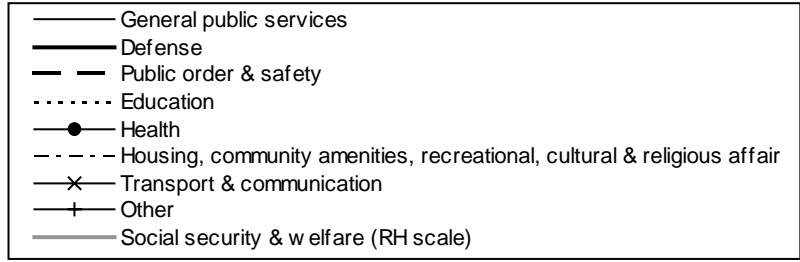 General public services
Defense
Public order & safety
Education
Health
Housing, community amenities, recreational, cultural & religious affair
Transport & communication
Other
Social security & welfare (RH scale)